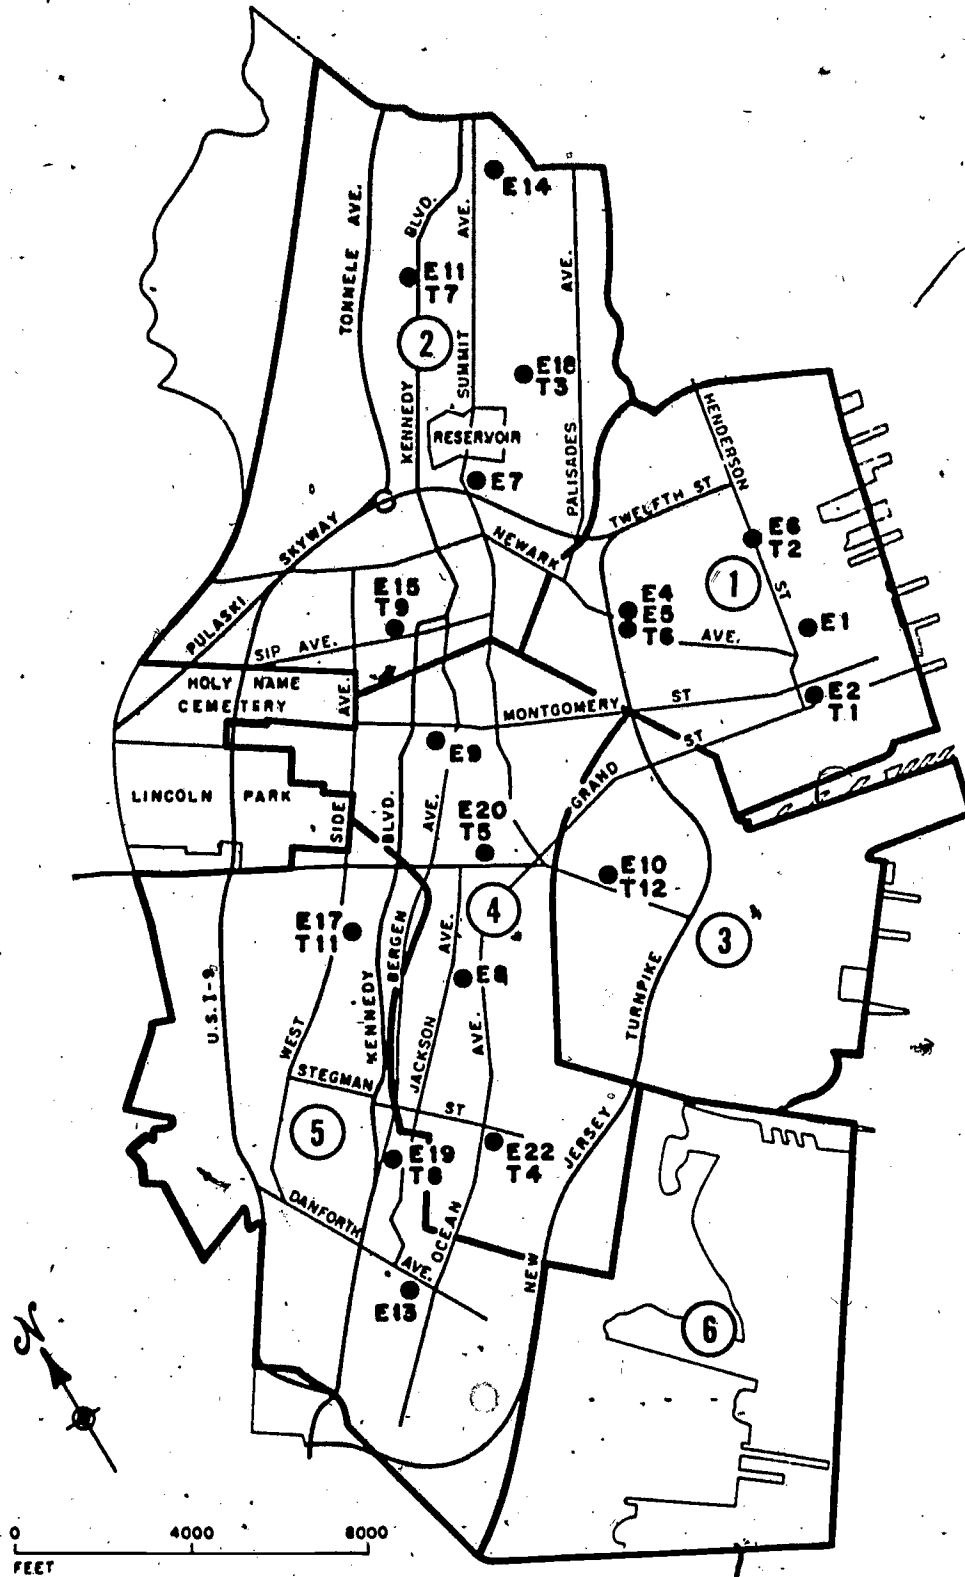 E14
TONNELE AVE.
BLVD.
AVE.
AVE.
E11
T7
2
KENNEDY
SUMMIT
E18
T3
PALISADES
RESERVOIR
E7
HENDERSON
ST
TWELFTH ST
SKYWAY
PULASKI
NEWARK
AVE.
E6
T2
1
E15
T9
E4
E5
T6
E1
SIP AVE.
HOLY NAME
CEMETERY
AVE.
MONTGOMERY ST
E2
T1
GRAND ST
E9
LINCOLN PARK
SIDE
BLVD.
AVE.
E20
T5
E10
T12
4
E17
T11
3
BERGEN
AVE.
E8
U.S. 1-9
WEST
KENNEDY
JACKSON
AVE.
TURNPIKE
STEGMAN ST
5
E19
T8
E22
T4
JERSEY
DANFORTH AVE.
OCEAN
NEW
E13
6
N
0 4000 8000
FEET